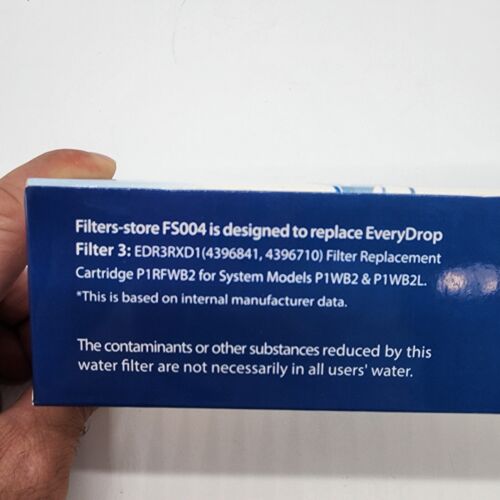 Filters-store FS004 is designed to replace EveryDrop
Filter 3: EDR3RXD1(4396841, 4396710) Filter Replacement
Cartridge P1RFWB2 for System Models P1WB2 & P1WB2L.
*This is based on internal manufacturer data.
The contaminants or other substances reduced by this
water filter are not necessarily in all users' water.